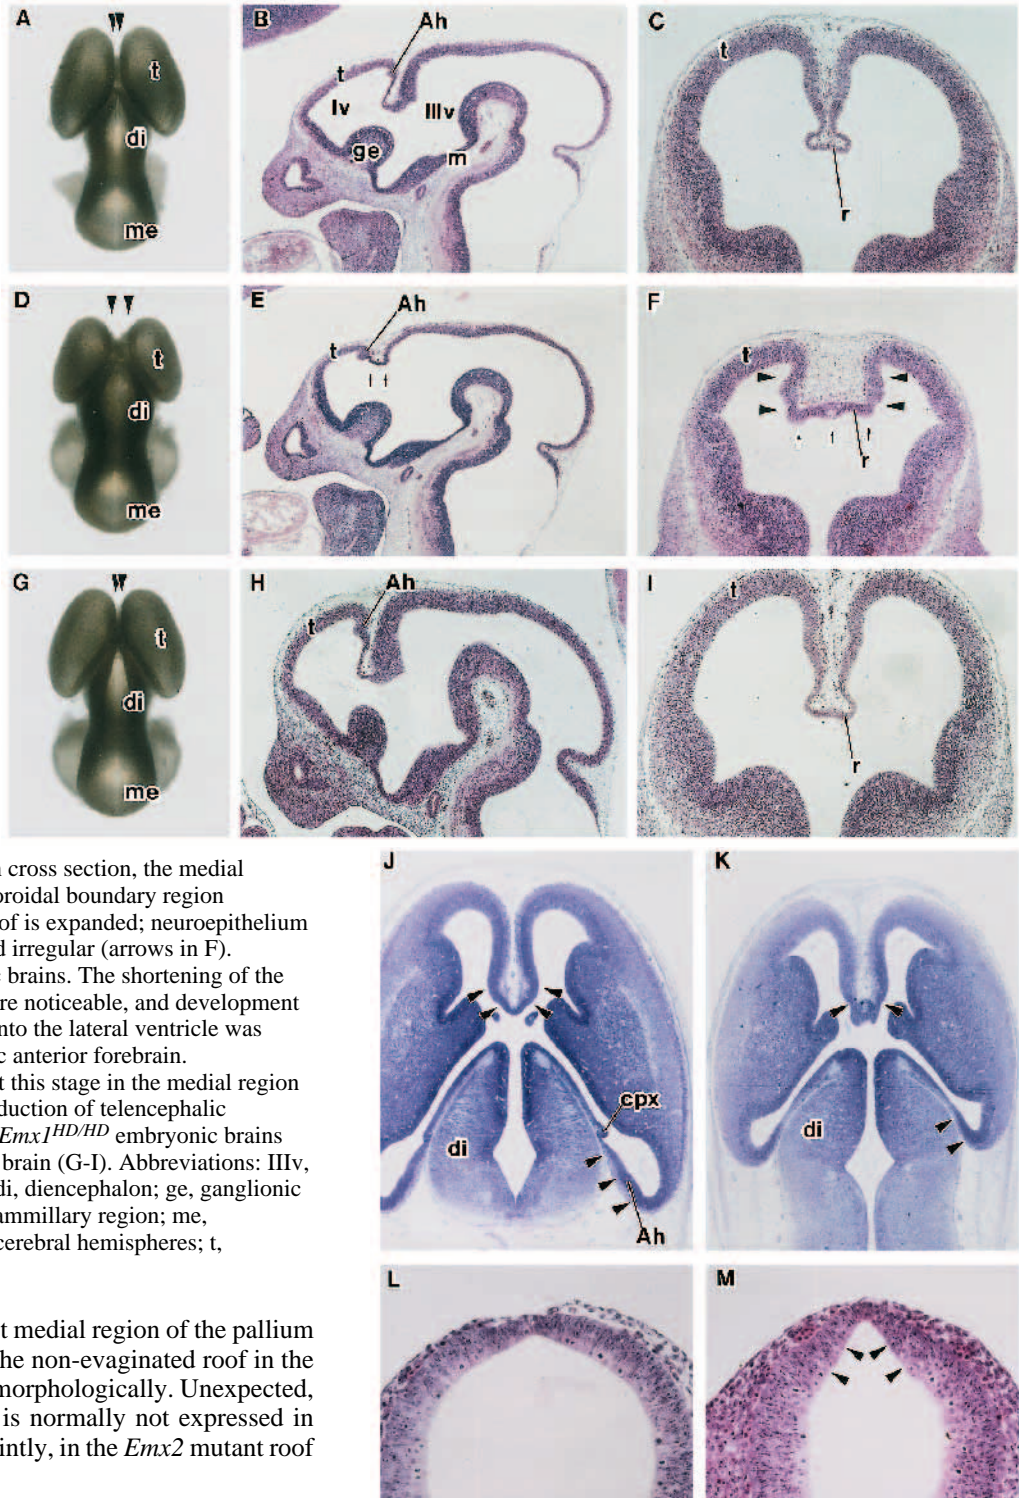 A
t
di
me
B
Ah
t
Iv
IIIv
ge
m
C
t
r
D
t
di
me
E
Ah
t
F
t
r
G
t
di
me
H
Ah
t
I
t
r
cross section, the medial
oroidal boundary region
of is expanded; neuroepithelium
d irregular (arrows in F).
c brains. The shortening of the
re noticeable, and development
nto the lateral ventricle was
c anterior forebrain.
t this stage in the medial region
duction of telencephalic
Emx1HD/HD embryonic brains
brain (G-I). Abbreviations: IIIv,
di, diencephalon; ge, ganglionic
ammillary region; me,
cerebral hemispheres; t,
t medial region of the pallium
he non-evaginated roof in the
morphologically. Unexpected,
is normally not expressed in
intly, in the Emx2 mutant roof
J
di
cpx
Ah
K
di
L
M